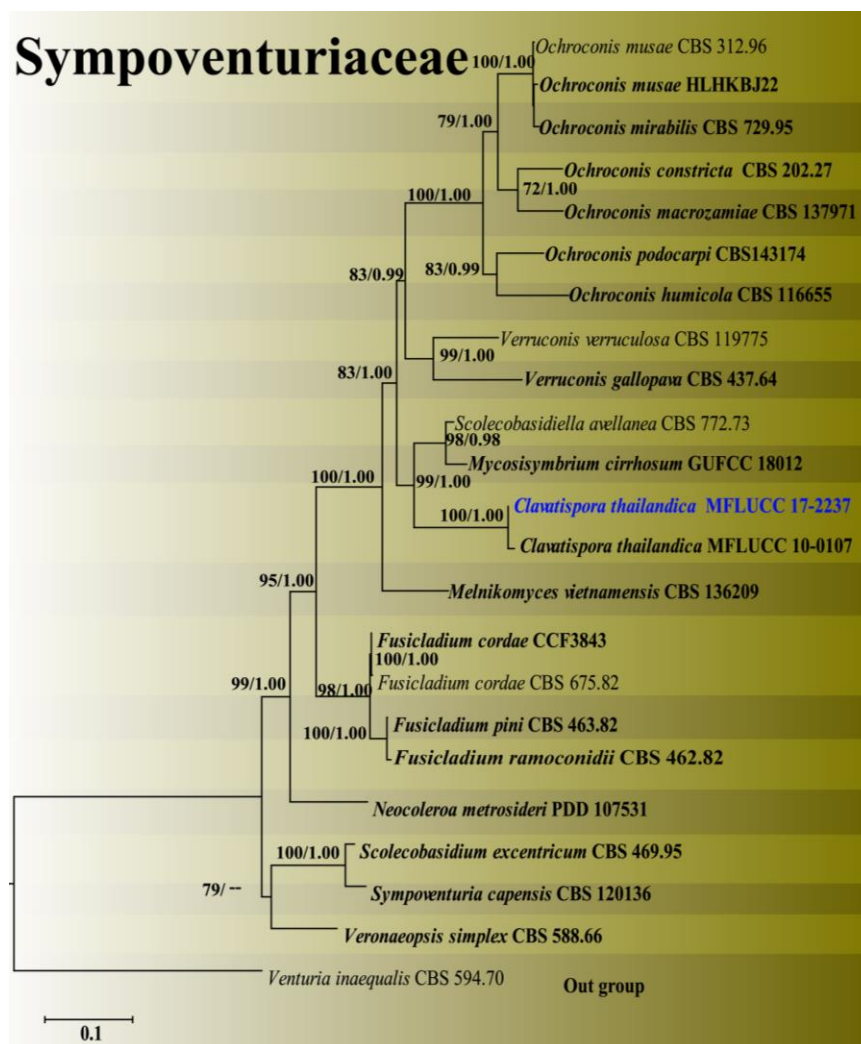 Sympoventuriaceae
100/1.00
Ochroconis musae CBS 312.96
Ochroconis musae HLHKBJ22
79/1.00
Ochroconis mirabilis CBS 729.95
Ochroconis constricta CBS 202.27
72/1.00
100/1.00
Ochroconis macrozamiae CBS 137971
Ochroconis podocarpi CBS143174
83/0.99
83/0.99
Ochroconis humicola CBS 116655
Verruconis verruculosa CBS 119775
99/1.00
83/1.00
Verruconis gallopava CBS 437.64
Scolecobasidiella avellanea CBS 772.73
98/0.98
Mycosisymbrium cirrhosum GUFCC 18012
100/1.00
99/1.00
Clavatispora thailandica MFLUCC 17-2237
100/1.00
Clavatispora thailandica MFLUCC 10-0107
95/1.00
Melnikomyces vietnamensis CBS 136209
Fusicladium cordae CCF3843
100/1.00
99/1.00
98/1.00
Fusicladium cordae CBS 675.82
Fusicladium pini CBS 463.82
100/1.00
Fusicladium ramoconidii CBS 462.82
Neocoleroa metrosideri PDD 107531
100/1.00
Scolecobasidium excentricum CBS 469.95
79/ --
Sympoventuria capensis CBS 120136
Veronaeopsis simplex CBS 588.66
Venturia inaequalis CBS 594.70
Out group
0.1